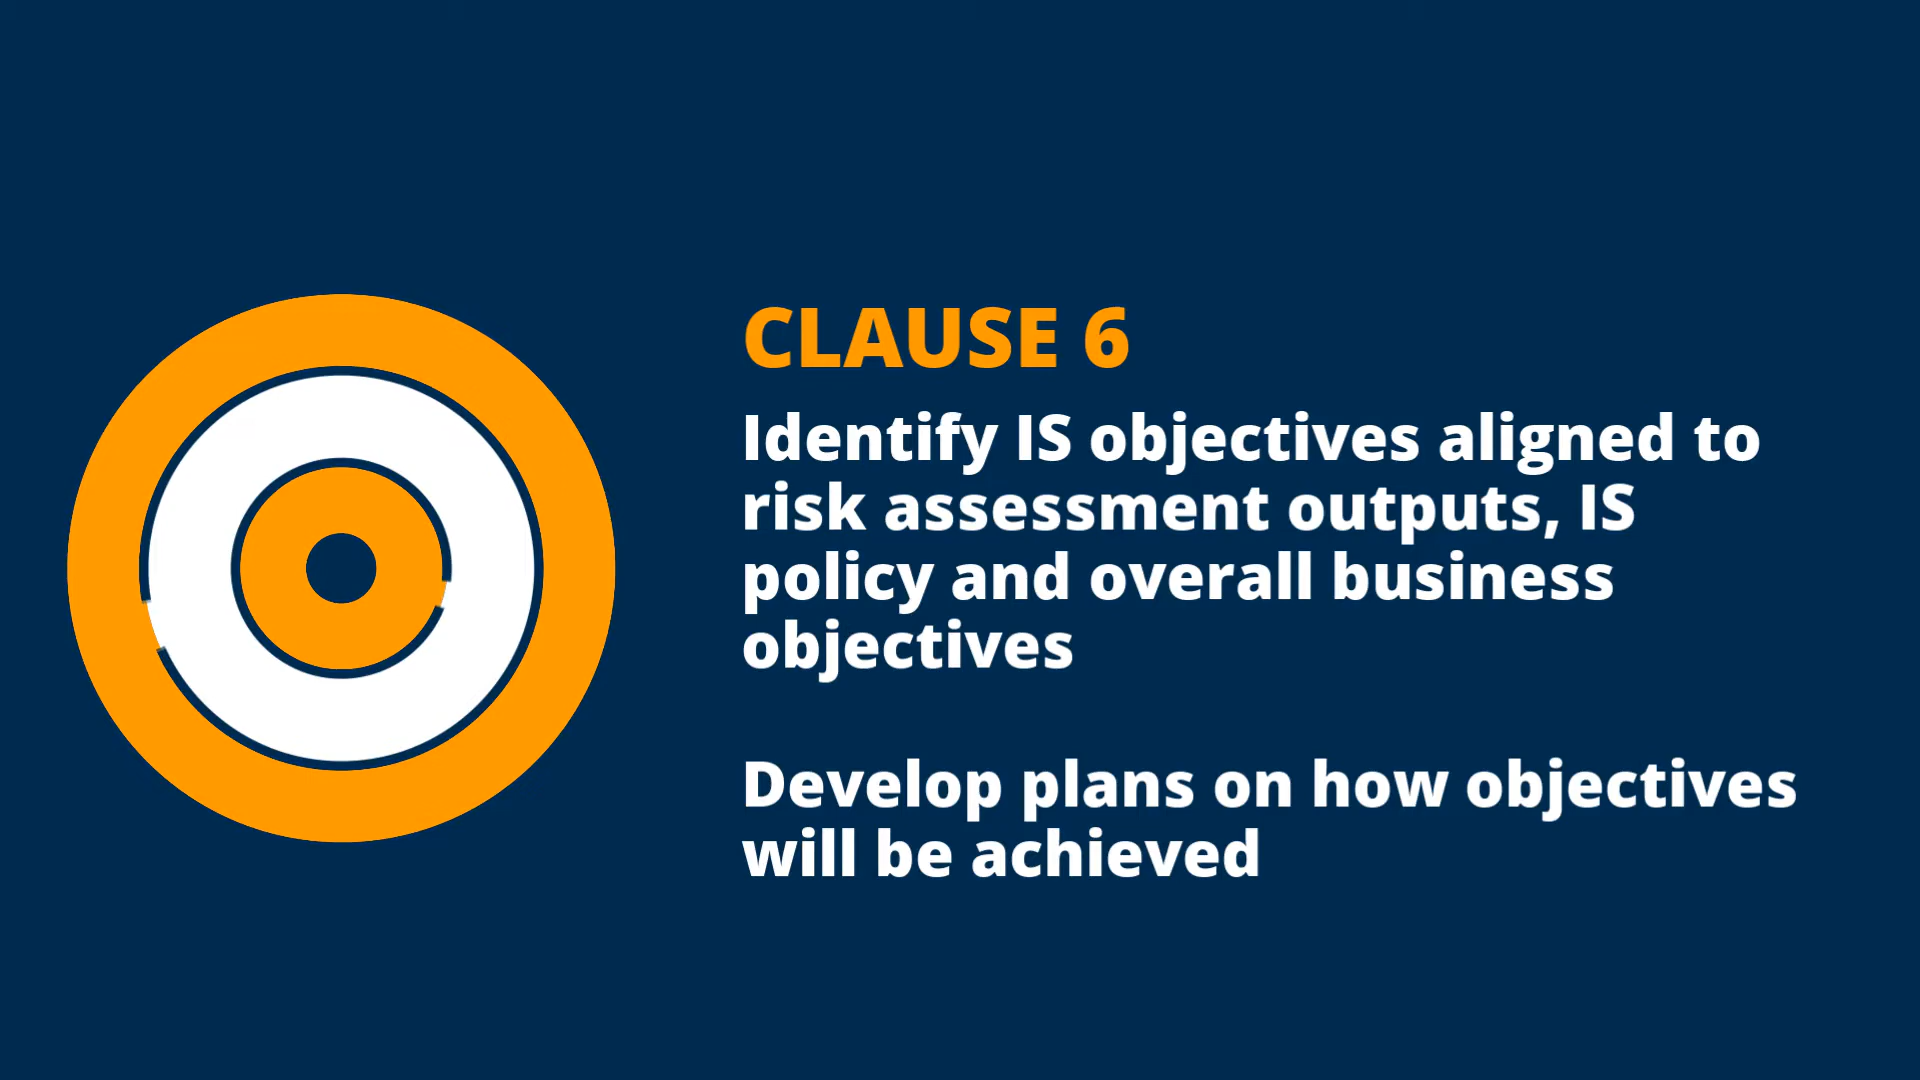 CLAUSE 6
Identify IS objectives aligned to
risk assessment outputs, IS
policy and overall business
objectives
Develop plans on how objectives
will be achieved